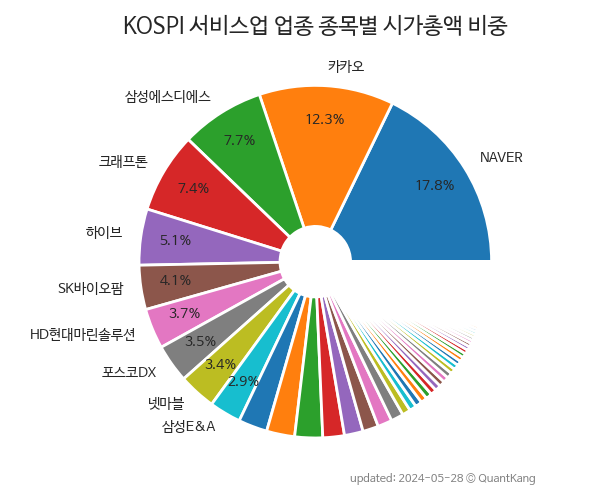 KOSPI 서비스업 업종 종목별 시가총액 비중
카카오
12.3%
삼성에스디에스
7.7%
NAVER
17.8%
크래프톤
7.4%
하이브
5.1%
SK바이오팜
4.1%
HD현대마린솔루션
3.7%
포스코DX
3.5%
넷마블
3.4%
삼성E&A
2.9%
updated: 2024-05-28 © QuantKang